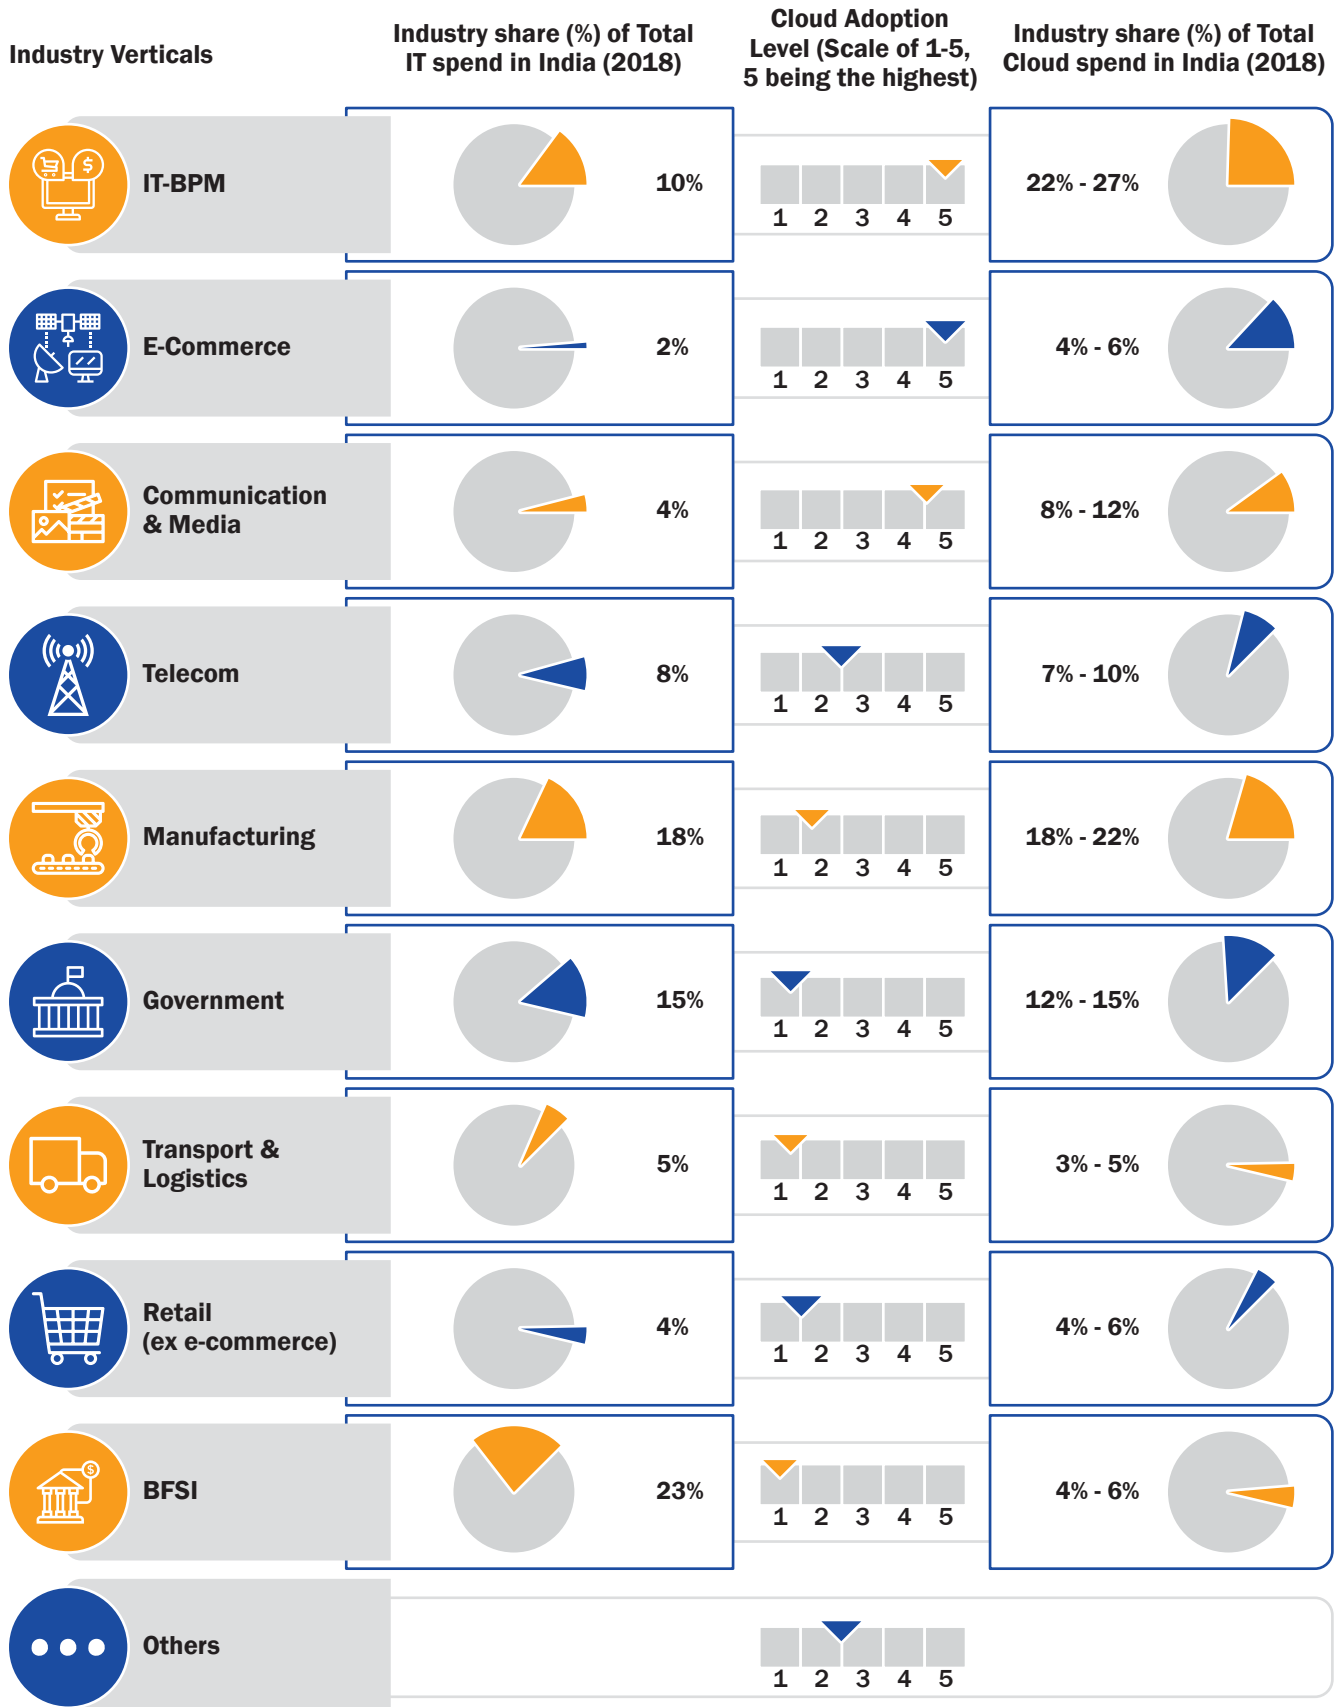 Industry Verticals
Industry share (%) of Total
IT spend in India (2018)
Cloud Adoption
Level (Scale of 1-5,
5 being the highest)
Industry share (%) of Total
Cloud spend in India (2018)
$
IT-BPM
10%
1 2 3 4 5
22% - 27%
E-Commerce
2%
1 2 3 4 5
4% - 6%
Communication
& Media
4%
1 2 3 4 5
8% - 12%
Telecom
8%
1 2 3 4 5
7% - 10%
Manufacturing
18%
1 2 3 4 5
18% - 22%
Government
15%
1 2 3 4 5
12% - 15%
Transport &
Logistics
5%
1 2 3 4 5
3% - 5%
Retail
(ex e-commerce)
4%
1 2 3 4 5
4% - 6%
$
BFSI
23%
1 2 3 4 5
4% - 6%
Others
1 2 3 4 5